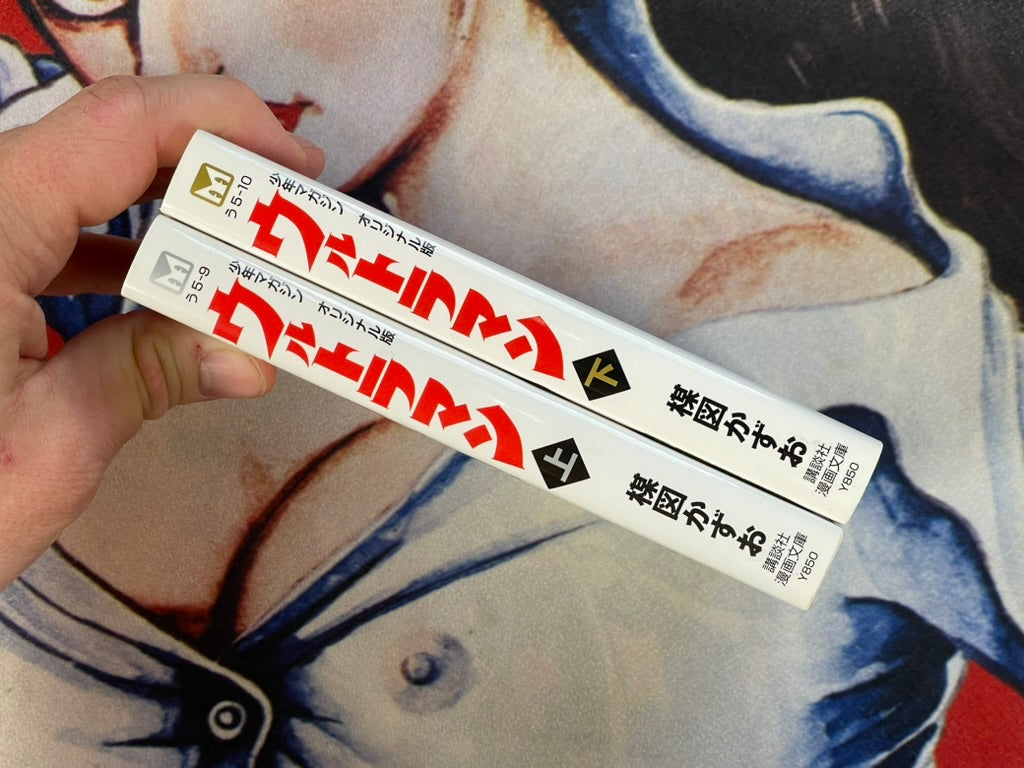 う5-10
少年マガジン オリジナル版
ウルトラマン 下
楳図かずお
講談社
漫画文庫
Y850
う5-9
少年マガジン オリジナル版
ウルトラマン 上
楳図かずお
講談社
漫画文庫
Y850